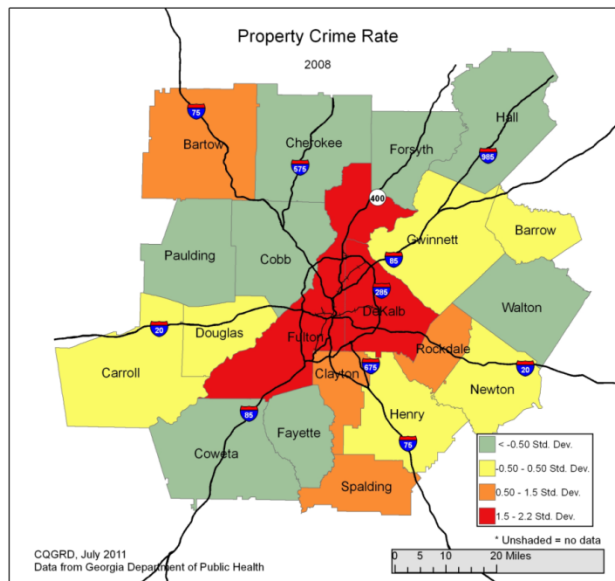 Property Crime Rate
2008
75
Hall
Bartow
Cherokee
Forsyth
575
985
400
Gwinnett
Barrow
85
Paulding
Cobb
285
DeKalb
Walton
20
Douglas
Fulton
Rockdale
Carroll
Clayton
675
20
Newton
85
Henry
Coweta
Fayette
75
Spalding
< -0.50 Std. Dev.
-0.50 - 0.50 Std. Dev.
0.50 - 1.5 Std. Dev.
1.5 - 2.2 Std. Dev.
* Unshaded = no data
CQGRD, July 2011
Data from Georgia Department of Public Health
0 5 10 20
Miles